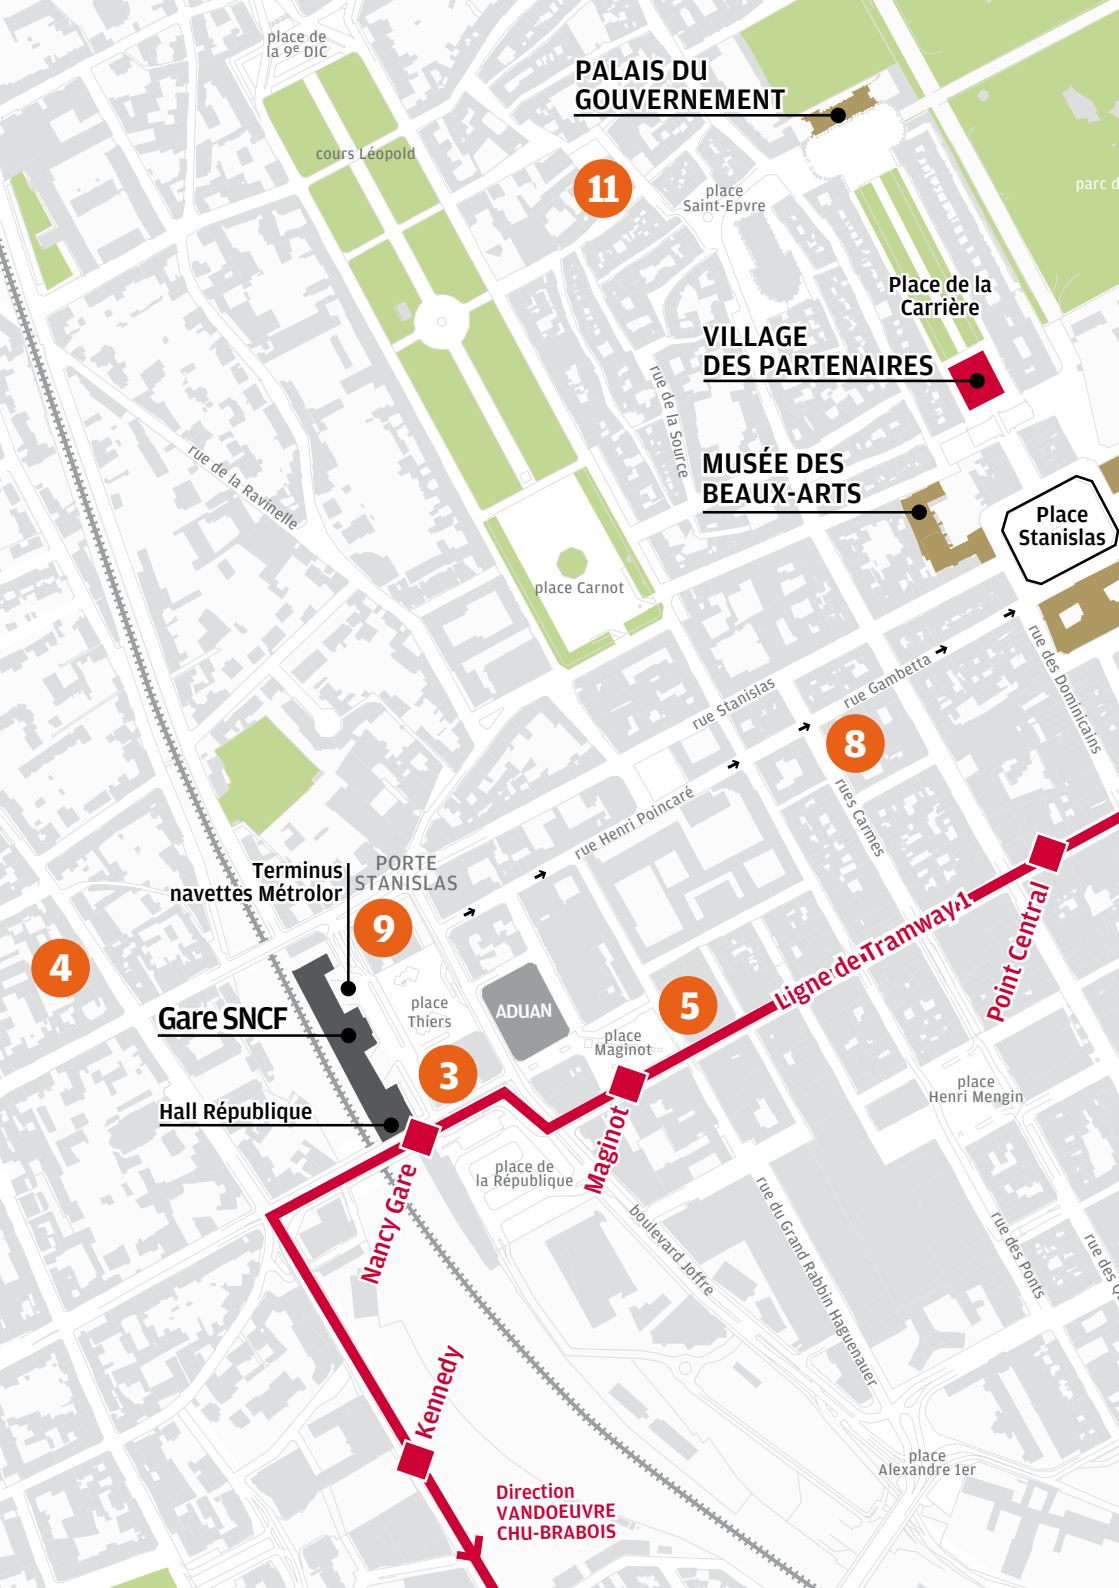 place de
la 9e DIC
PALAIS DU
GOUVERNEMENT
cours Léopold
11
place
Saint-Epvre
parc d
Place de la
Carrière
VILLAGE
DES PARTENAIRES
rue de la Source
rue de la Ravinelle
MUSÉE DES
BEAUX-ARTS
Place
Stanislas
place Carnot
rue des Dominicains
rue Gambetta
rue Stanislas
8
rue Henri Poincaré
rues Carmes
Terminus
navettes Métrolor
PORTE
STANISLAS
9
4
Ligne de Tramway 1
Point Central
Gare SNCF
place
Thiers
ADUAN
5
place
Maginot
3
place
Henri Mengin
Hall République
Maginot
place de
la République
Nancy Gare
boulevard Joffre
rue du Grand Rabbin Haguenauer
rue des Ponts
rue des Q
Kennedy
place
Alexandre 1er
Direction
VANDOEUVRE
CHU-BRABOIS